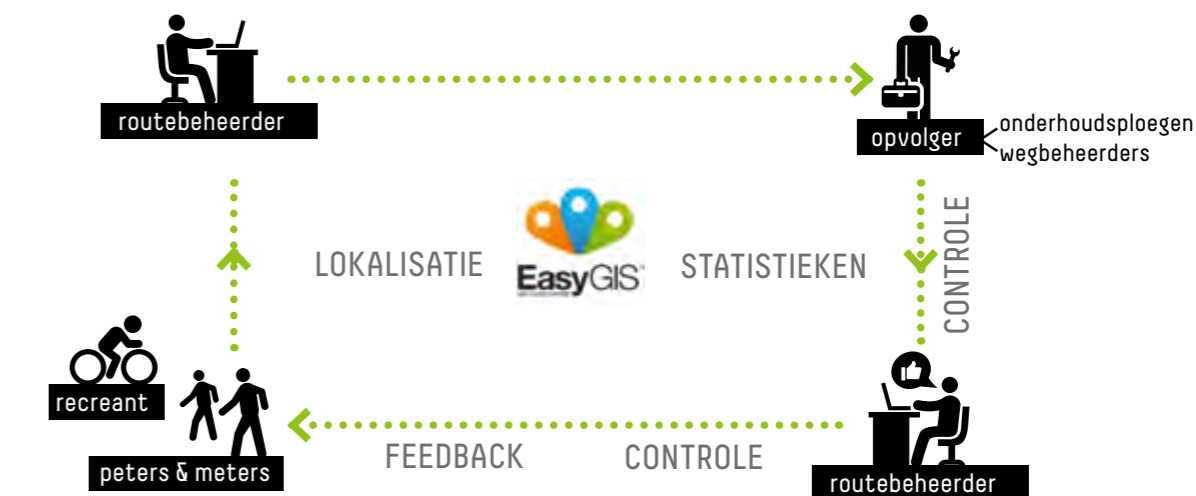 routebeheerder
opvolger
onderhoudsploegen
wegbeheerders
LOKALISATIE
EasyGIS
STATISTIEKEN
CONTROLE
recreant
peters & meters
FEEDBACK
CONTROLE
routebeheerder